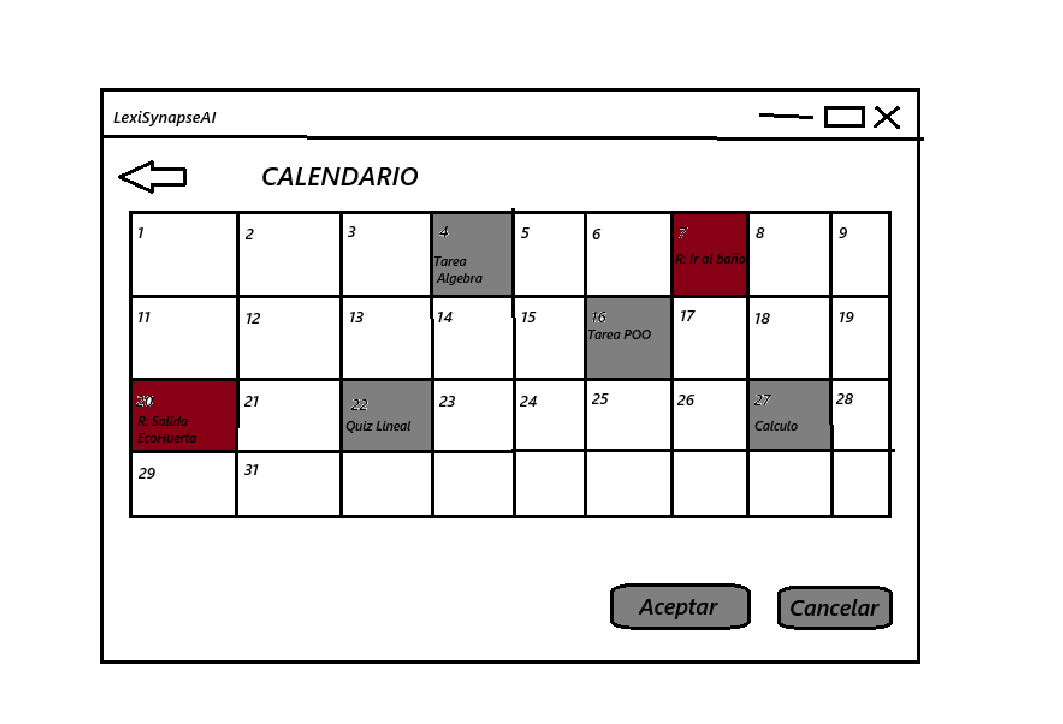 LexiSynapseAI
CALENDARIO
1 2 3 4 5 6 7 8 9
Tarea
Algebra
R: Ir al baño
11 12 13 14 15 16 17 18 19
Tarea POO
20 21 22 23 24 25 26 27 28
R: Salida
EcoHuerta
Quiz Lineal
Calculo
29 31
Aceptar Cancelar